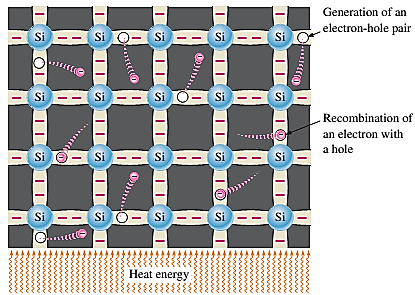 Generation of an
electron-hole pair
Si Si Si Si Si
Si Si Si Si Si
Recombination of
an electron with
a hole
Si Si Si Si Si
Si Si Si Si Si
Heat energy